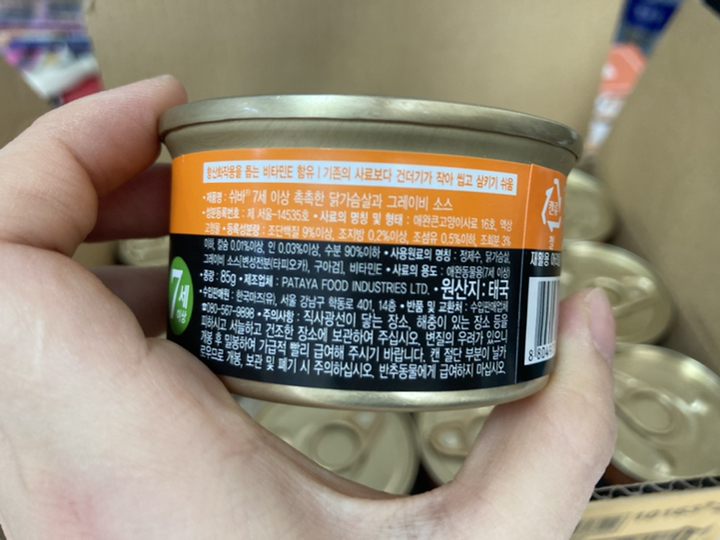 항산화작용을 돕는 비타민E 함유 | 기존의 사료보다 건더기가 작아 씹고 삼키기 쉬움
•제품명 : 쉬바® 7세 이상 촉촉한 닭가슴살과 그레이비 소스
•성분등록번호 : 제 서울-14535호 •사료의 명칭 및 형태 : 애완큰고양이사료 16호, 액상
고형물 •등록성분량 : 조단백질 9%이상, 조지방 0.2%이상, 조섬유 0.5%이하, 조회분 3%
이하, 칼슘 0.01%이상, 인 0.03%이상, 수분 90%이하 •사용원료의 명칭 : 정제수, 닭가슴살,
그레이비 소스[변성전분(타피오카), 구아검], 비타민E •사료의 용도 : 애완동물용(7세 이상)
•중량 : 85g •제조업체 : PATAYA FOOD INDUSTRIES LTD. •원산지 : 태국
•수입판매원 : 한국마즈(유), 서울 강남구 학동로 401, 14층 •반품 및 교환처 : 수입판매업체
☎080-567-9898 •주의사항 : 직사광선이 닿는 장소, 해충이 있는 장소 등을
피하시고 서늘하고 건조한 장소에 보관하여 주십시오. 변질의 우려가 있으니
개봉 후 밀봉하여 가급적 빨리 급여해 주시기 바랍니다. 캔 절단 부분이 날카
로우므로 개봉, 보관 및 폐기 시 주의하십시오. 반추동물에게 급여하지 마십시오
7세
이상
캔류
철
재활용